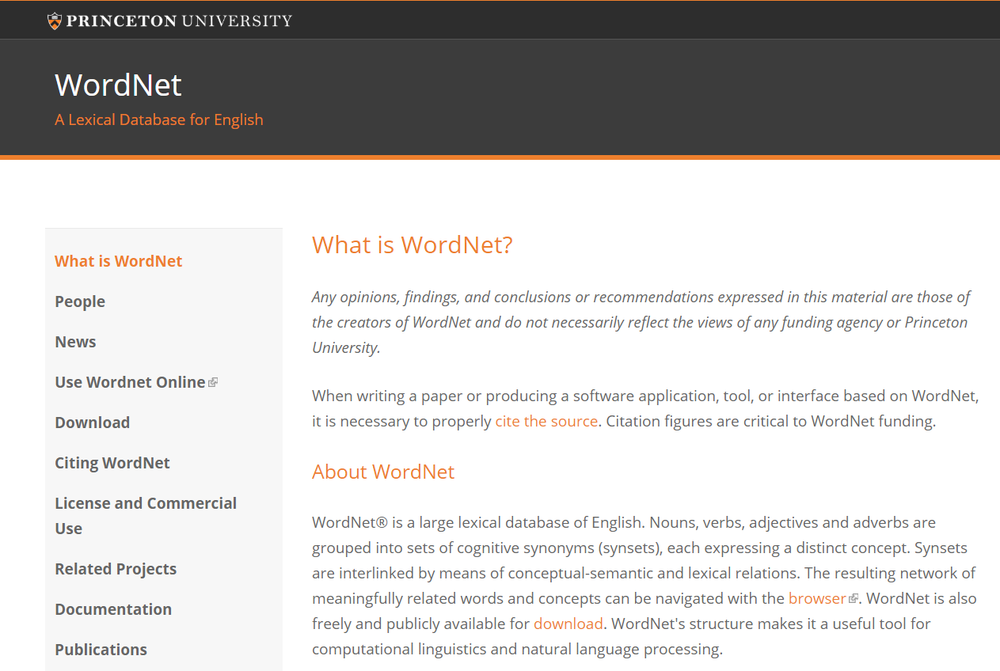 PRINCETON UNIVERSITY
WordNet
A Lexical Database for English
What is WordNet
People
News
Use Wordnet Online
Download
Citing WordNet
License and Commercial
Use
Related Projects
Documentation
Publications
What is WordNet?
Any opinions, findings, and conclusions or recommendations expressed in this material are those of
the creators of WordNet and do not necessarily reflect the views of any funding agency or Princeton
University.
When writing a paper or producing a software application, tool, or interface based on WordNet,
it is necessary to properly cite the source. Citation figures are critical to WordNet funding.
About WordNet
WordNet® is a large lexical database of English. Nouns, verbs, adjectives and adverbs are
grouped into sets of cognitive synonyms (synsets), each expressing a distinct concept. Synsets
are interlinked by means of conceptual-semantic and lexical relations. The resulting network of
meaningfully related words and concepts can be navigated with the browser. WordNet is also
freely and publicly available for download. WordNet's structure makes it a useful tool for
computational linguistics and natural language processing.